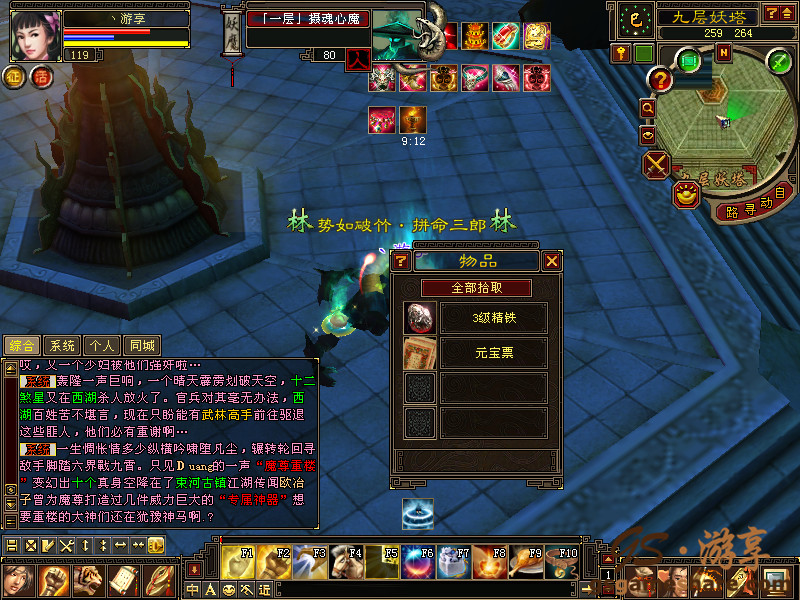 丶游享
119
妖魔
「一层」摄魂心魔
80
九层妖塔
259 264
N
征 活
9:12
九层妖塔
自动寻路
林 势如破竹·拼命三郎 林
物品
全部拾取
3级精铁
元宝票
综合 系统 个人 同城
哎，乂一个少妇被他们强奸啦…
系统 轰隆一声巨响，一个晴天霹雳划破天空，十二
煞星又在西湖杀人放火了。官兵对其毫无办法，西
湖百姓苦不堪言，现在只盼能有武林高手前往驱退
这些匪人，他们必有重谢啊…
系统 一生惆怅情多少纵横吟啸堕凡尘，辗转轮回寻
敌手脚踏六界戰九霄。只见Duang的一声“魔尊重楼
”变幻出十个真身空降在了束河古镇江湖传闻欧冶
子曾为魔尊打造过几件威力巨大的“专属神器”想
要重楼的大神们还在犹豫神马啊.？
F1 F2 F3 F4 F5 F6 F7 F8 F9 F10
中 A 近
1
游享